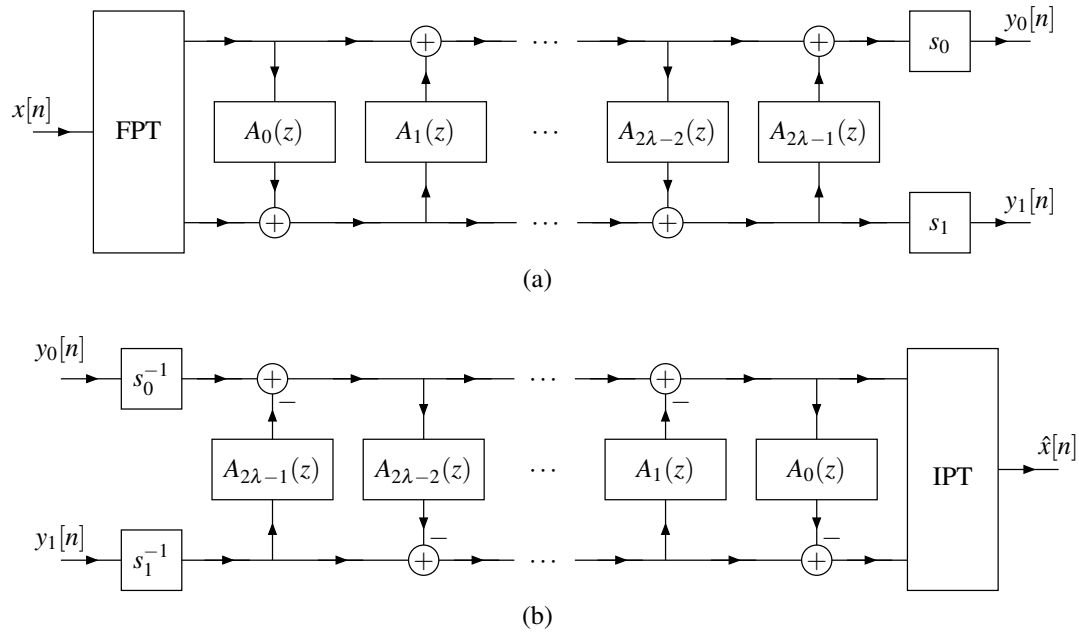 y₀[n]
x[n] FPT A₀(z) + A₁(z) ··· A₂λ₋₂(z) + A₂λ₋₁(z) s₀
+ ··· + s₁ y₁[n]
(a)
y₀[n] s₀⁻¹ + − ··· + −
A₂λ₋₁(z) A₂λ₋₂(z) ··· A₁(z) A₀(z) IPT x̂[n]
y₁[n] s₁⁻¹ − + ··· − +
(b)